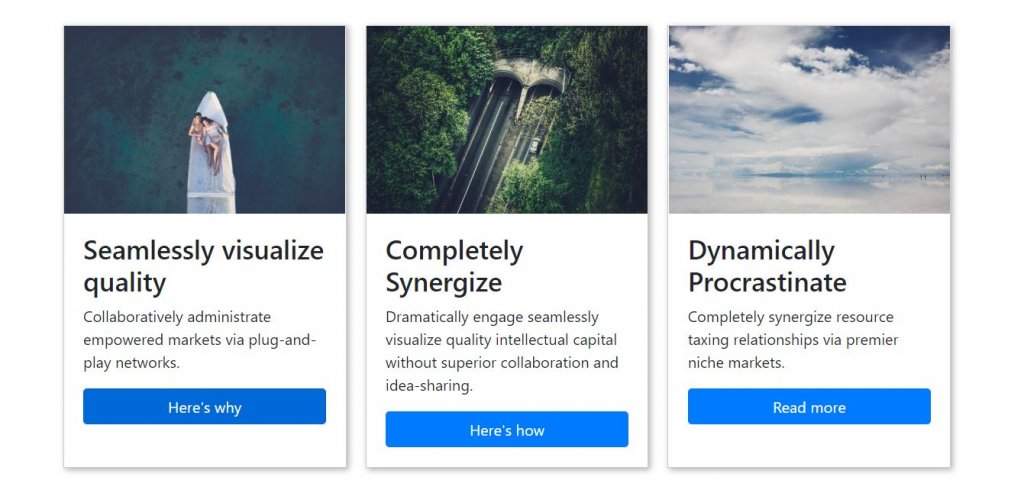 Seamlessly visualize
quality
Collaboratively administrate
empowered markets via plug-and-
play networks.
Here's why
Completely
Synergize
Dramatically engage seamlessly
visualize quality intellectual capital
without superior collaboration and
idea-sharing.
Here's how
Dynamically
Procrastinate
Completely synergize resource
taxing relationships via premier
niche markets.
Read more